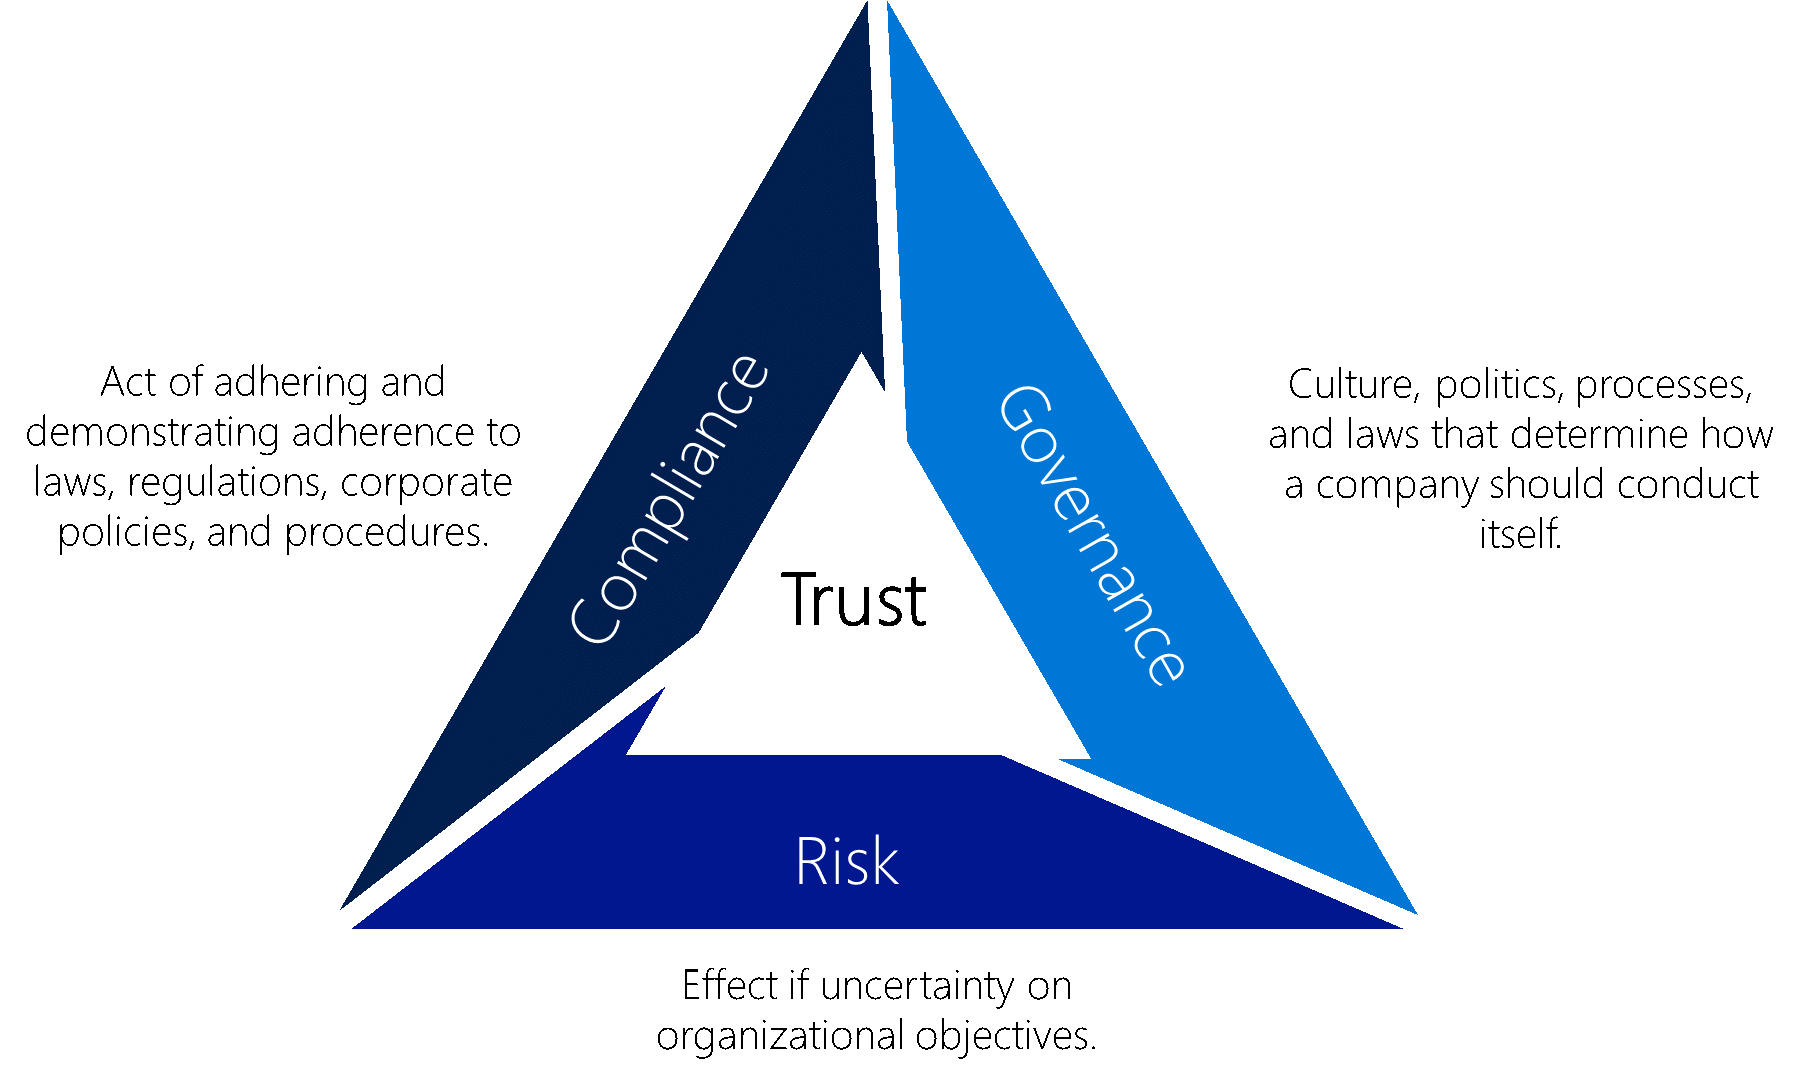 Act of adhering and
demonstrating adherence to
laws, regulations, corporate
policies, and procedures.
Compliance
Trust
Governance
Culture, politics, processes,
and laws that determine how
a company should conduct
itself.
Risk
Effect if uncertainty on
organizational objectives.